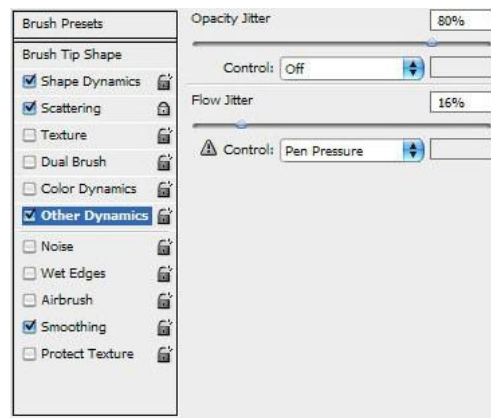 Brush Presets
Brush Tip Shape
Shape Dynamics
Scattering
Texture
Dual Brush
Color Dynamics
Other Dynamics
Noise
Wet Edges
Airbrush
Smoothing
Protect Texture
Opacity Jitter 80%
Control: Off
Flow Jitter 16%
Control: Pen Pressure